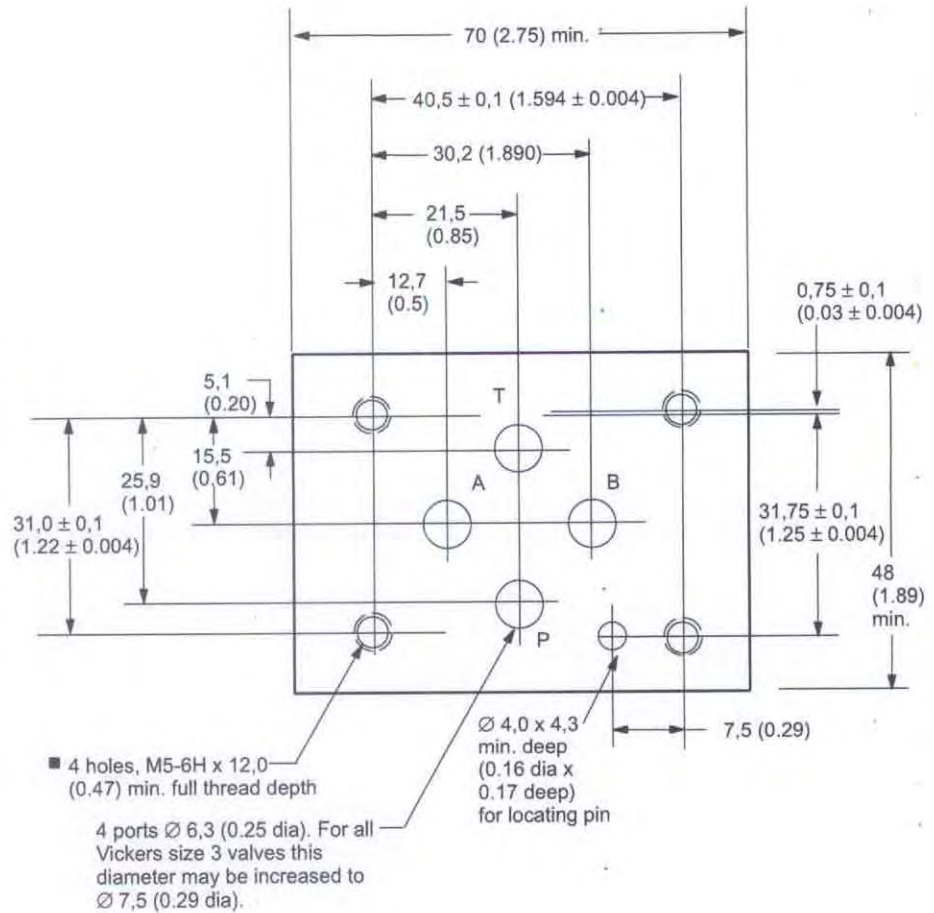 70 (2.75) min.
40,5 ± 0,1 (1.594 ± 0.004)
30,2 (1.890)
21,5
(0.85)
12,7
(0.5)
0,75 ± 0,1
(0.03 ± 0.004)
5,1
(0.20)
T
15,5
(0.61)
25,9
(1.01)
A
B
31,0 ± 0,1
(1.22 ± 0.004)
31,75 ± 0,1
(1.25 ± 0.004)
48
(1.89)
min.
P
Ø 4,0 x 4,3
min. deep
(0.16 dia x
0.17 deep)
for locating pin
7,5 (0.29)
■ 4 holes, M5-6H x 12,0
(0.47) min. full thread depth
4 ports Ø 6,3 (0.25 dia). For all
Vickers size 3 valves this
diameter may be increased to
Ø 7,5 (0.29 dia).